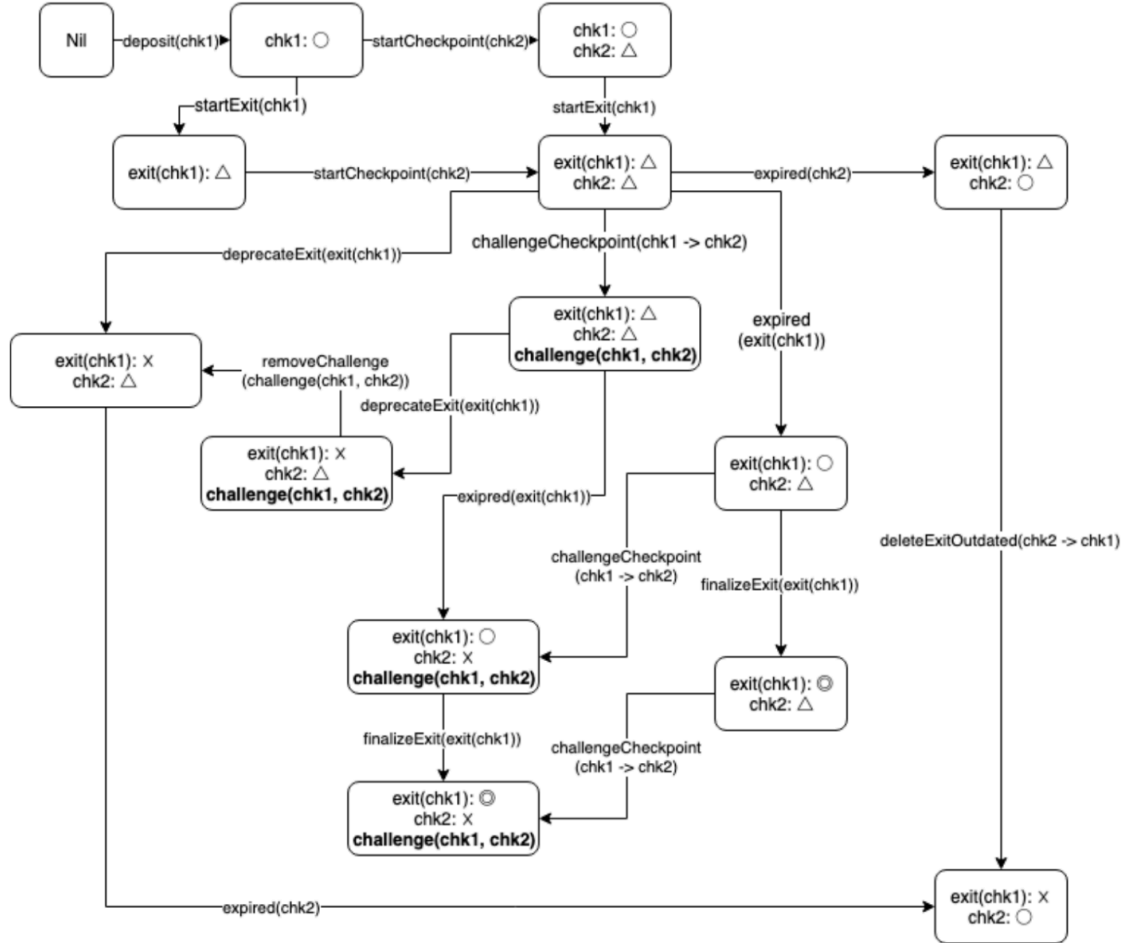 Nil
deposit(chk1)
chk1: ○
startCheckpoint(chk2)
chk1: ○
chk2: △
startExit(chk1)
startExit(chk1)
exit(chk1): △
startCheckpoint(chk2)
exit(chk1): △
chk2: △
expired(chk2)
exit(chk1): △
chk2: ○
deprecateExit(exit(chk1))
challengeCheckpoint(chk1 -> chk2)
exit(chk1): △
chk2: △
challenge(chk1, chk2)
expired
(exit(chk1))
exit(chk1): X
chk2: △
removeChallenge
(challenge(chk1, chk2))
deprecateExit(exit(chk1))
exit(chk1): X
chk2: △
challenge(chk1, chk2)
exit(chk1): ○
chk2: △
exipred(exit(chk1))
deleteExitOutdated(chk2 -> chk1)
challengeCheckpoint
(chk1 -> chk2)
finalizeExit(exit(chk1))
exit(chk1): ○
chk2: X
challenge(chk1, chk2)
exit(chk1): ◎
chk2: △
finalizeExit(exit(chk1))
challengeCheckpoint
(chk1 -> chk2)
exit(chk1): ◎
chk2: X
challenge(chk1, chk2)
expired(chk2)
exit(chk1): X
chk2: ○